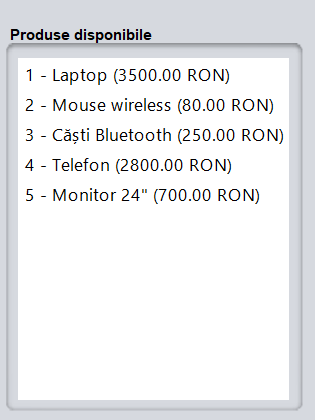 Produse disponibile
1 - Laptop (3500.00 RON)
2 - Mouse wireless (80.00 RON)
3 - Căști Bluetooth (250.00 RON)
4 - Telefon (2800.00 RON)
5 - Monitor 24" (700.00 RON)